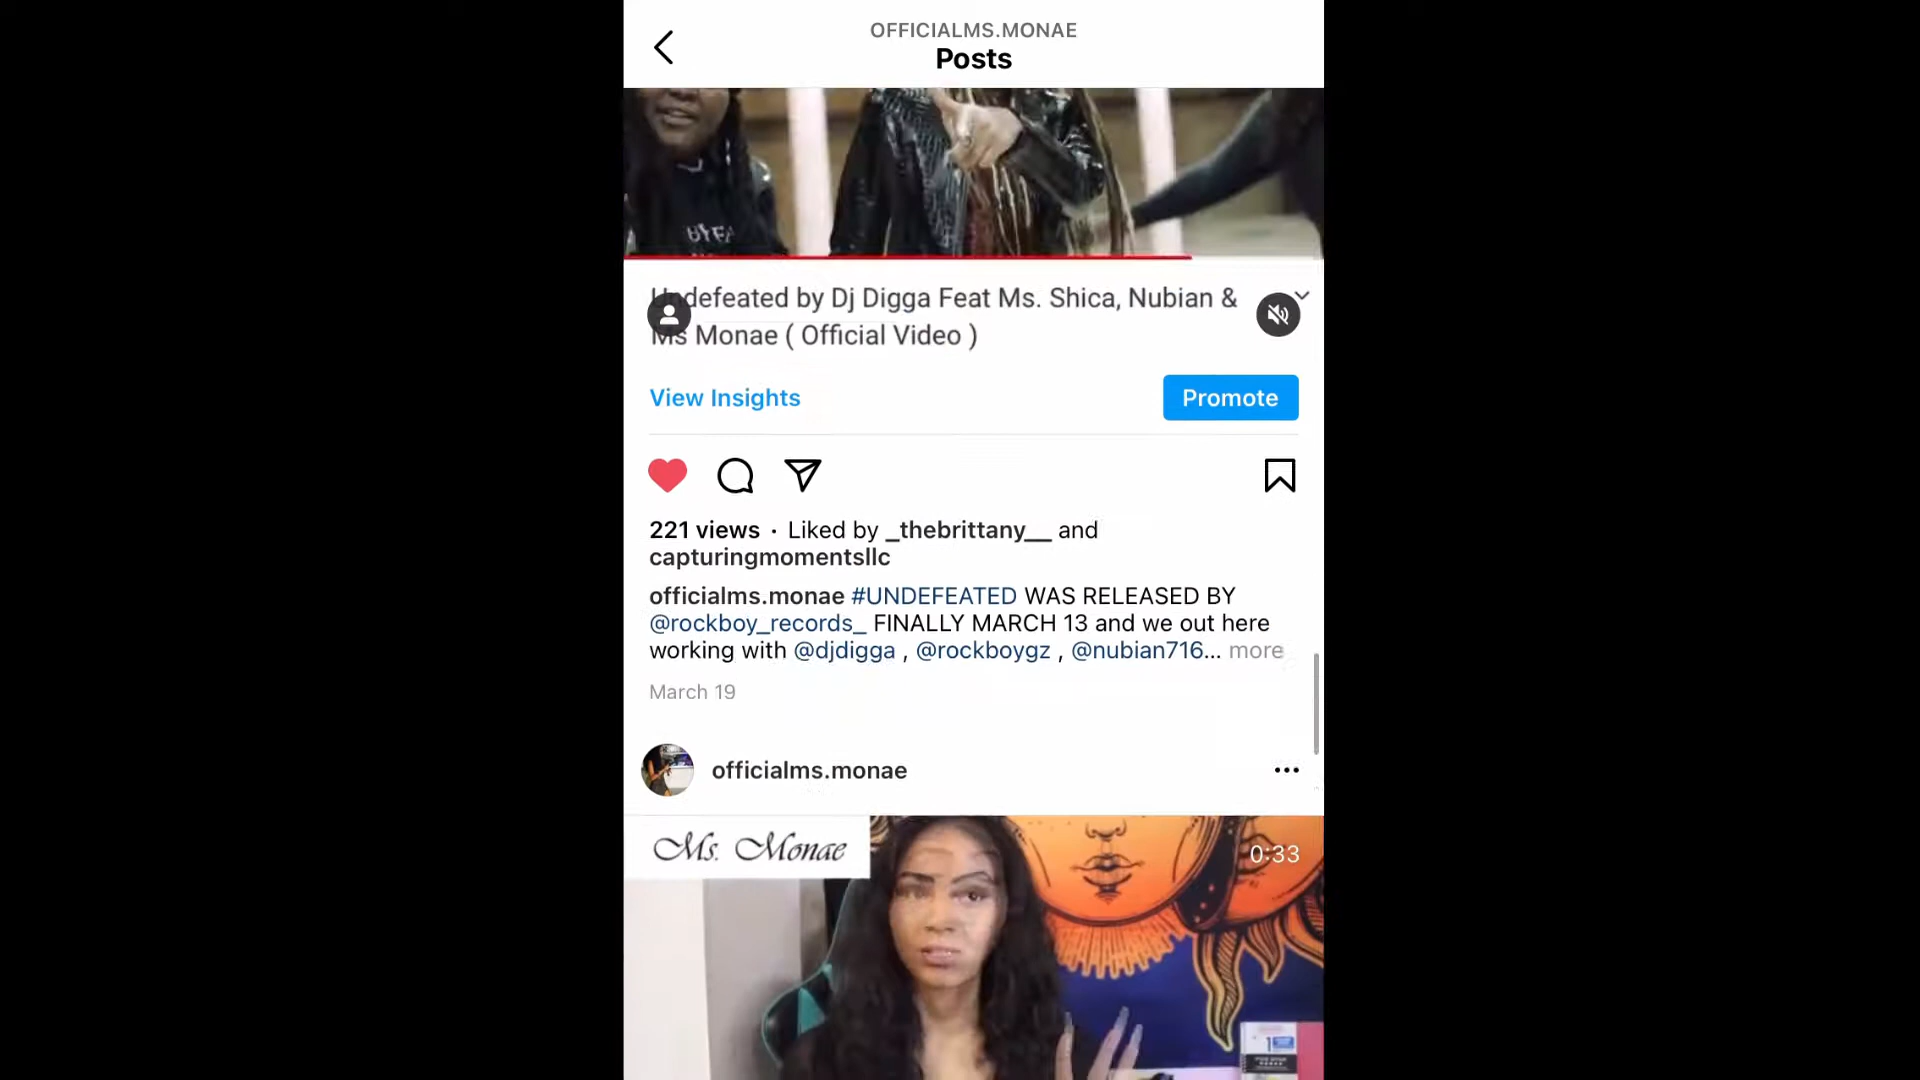 OFFICIALMS.MONAE
Posts
Undefeated by Dj Digga Feat Ms. Shica, Nubian &
Ms Monae ( Official Video )
View Insights
Promote
221 views · Liked by _thebrittany__ and
capturingmomentsllc
officialms.monae #UNDEFEATED WAS RELEASED BY
@rockboy_records_ FINALLY MARCH 13 and we out here
working with @djdigga , @rockboygz , @nubian716... more
March 19
officialms.monae
Ms. Monae
0:33